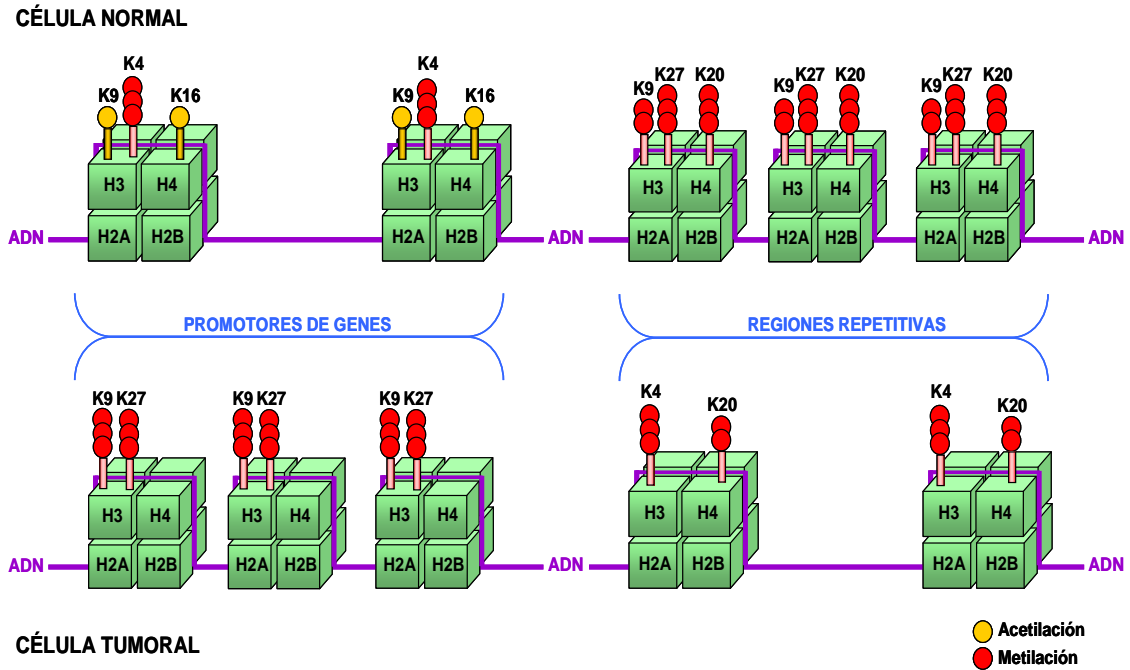 CÉLULA NORMAL
K4 K4
K9 K16 K9 K16
K9 K27 K20 K9 K27 K20 K9 K27 K20
H3 H4 H3 H4 H3 H4 H3 H4 H3 H4
ADN H2A H2B H2A H2B ADN H2A H2B H2A H2B H2A H2B ADN
PROMOTORES DE GENES REGIONES REPETITIVAS
K9 K27 K9 K27 K9 K27 K4 K20 K4 K20
H3 H4 H3 H4 H3 H4 H3 H4 H3 H4
ADN H2A H2B H2A H2B H2A H2B ADN H2A H2B H2A H2B ADN
CÉLULA TUMORAL
Acetilación
Metilación